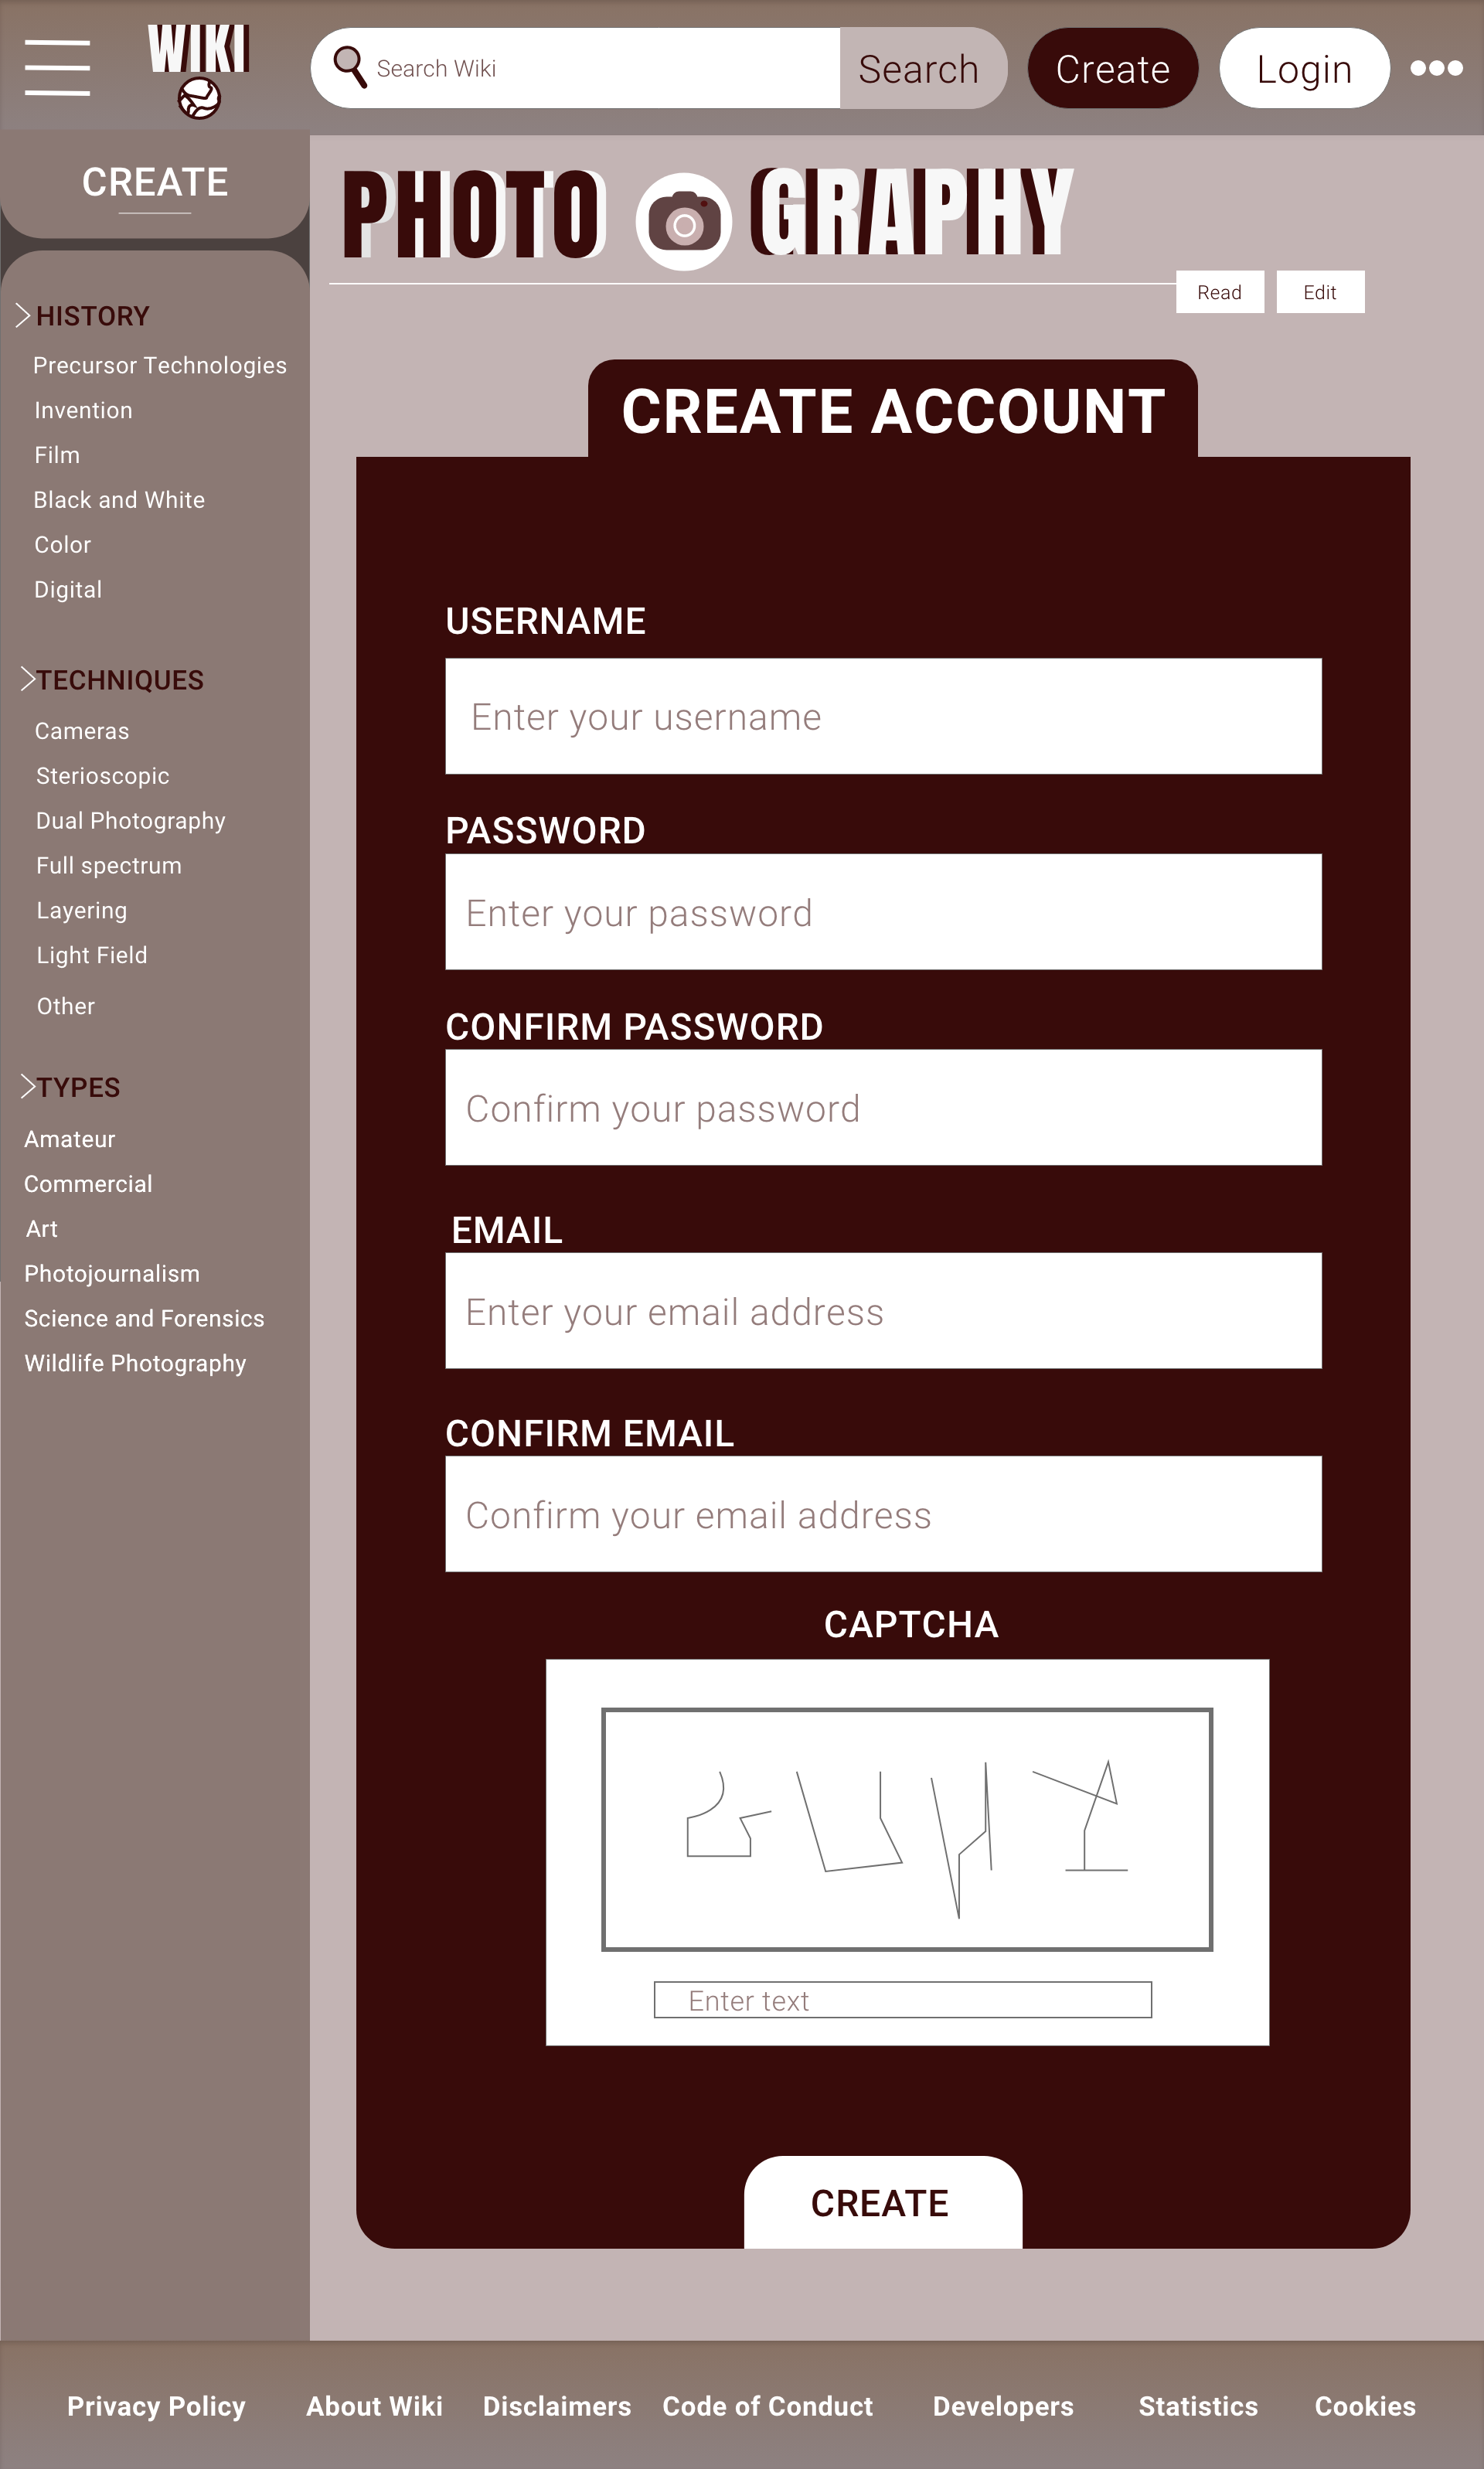 WIKI
Search Wiki
Search
Create
Login
CREATE
PHOTO GRAPHY
Read
Edit
HISTORY
Precursor Technologies
Invention
Film
Black and White
Color
Digital
TECHNIQUES
Cameras
Sterioscopic
Dual Photography
Full spectrum
Layering
Light Field
Other
TYPES
Amateur
Commercial
Art
Photojournalism
Science and Forensics
Wildlife Photography
CREATE ACCOUNT
USERNAME
Enter your username
PASSWORD
Enter your password
CONFIRM PASSWORD
Confirm your password
EMAIL
Enter your email address
CONFIRM EMAIL
Confirm your email address
CAPTCHA
Enter text
CREATE
Privacy Policy
About Wiki
Disclaimers
Code of Conduct
Developers
Statistics
Cookies